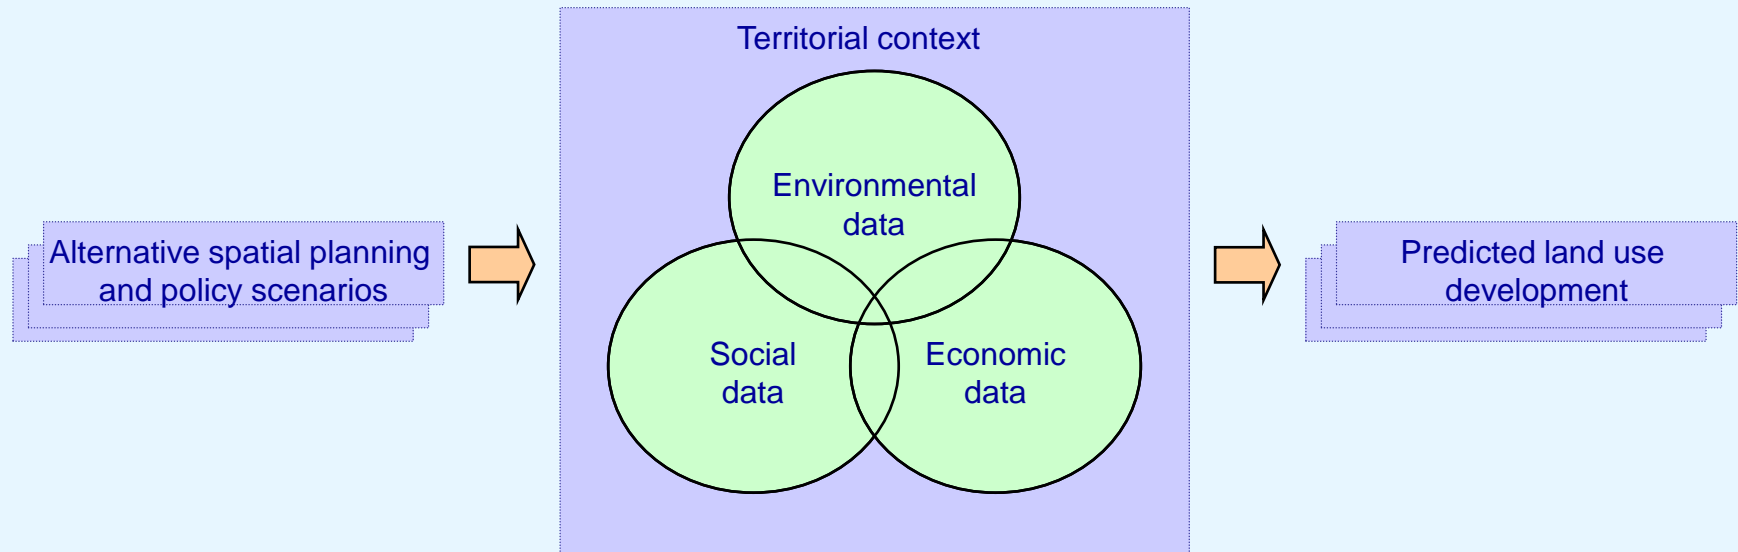 Territorial context
Environmental
data
Alternative spatial planning
and policy scenarios
Predicted land use
development
Social
data
Economic
data